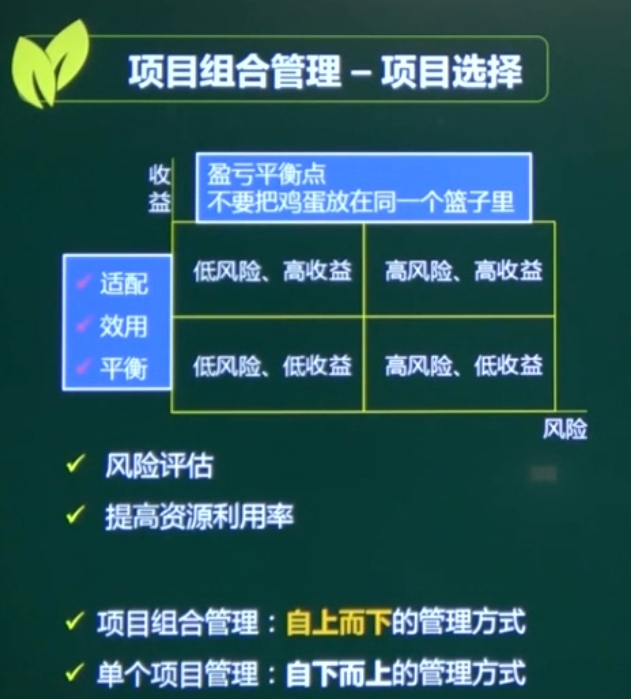 项目组合管理 – 项目选择
收益
盈亏平衡点
不要把鸡蛋放在同一个篮子里
✓ 适配
✓ 效用
✓ 平衡
低风险、高收益
高风险、高收益
低风险、低收益
高风险、低收益
风险
✓ 风险评估
✓ 提高资源利用率
✓ 项目组合管理：自上而下的管理方式
✓ 单个项目管理：自下而上的管理方式